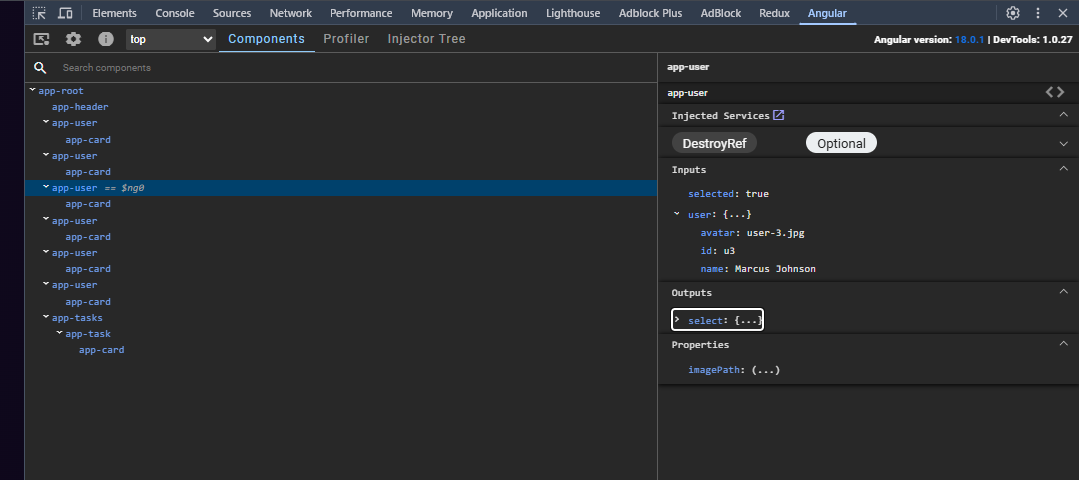 Elements Console Sources Network Performance Memory Application Lighthouse Adblock Plus AdBlock Redux Angular
top Components Profiler Injector Tree Angular version: 18.0.1 | DevTools: 1.0.27
Search components
app-root
app-header
app-user
app-card
app-user
app-card
app-user == $ng0
app-card
app-user
app-card
app-user
app-card
app-user
app-card
app-tasks
app-task
app-card
app-user
app-user
Injected Services
DestroyRef Optional
Inputs
selected: true
user: {...}
avatar: user-3.jpg
id: u3
name: Marcus Johnson
Outputs
select: {...}
Properties
imagePath: (...)